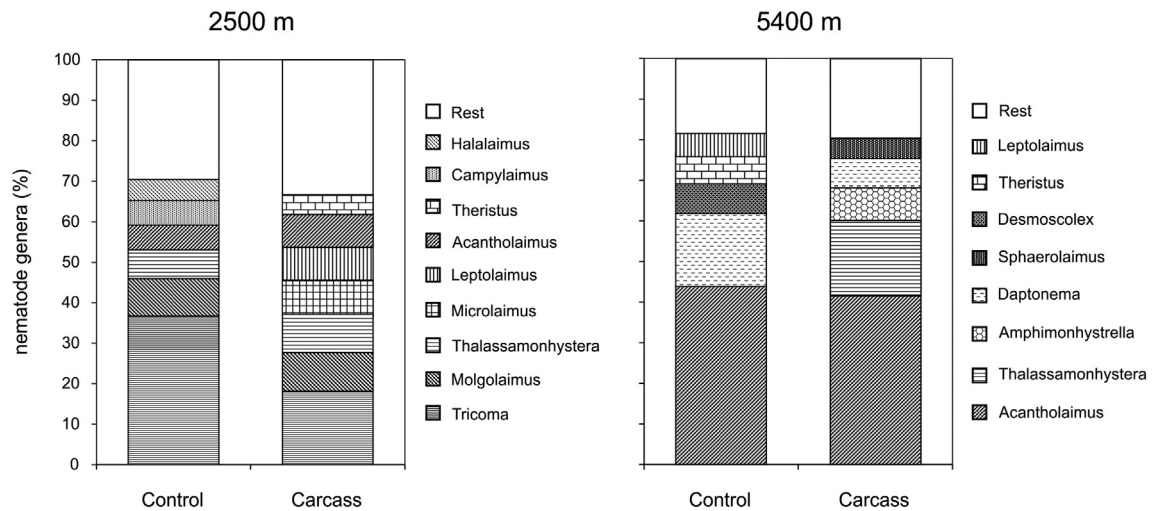 2500 m
5400 m
nematode genera (%)
100
90
80
70
60
50
40
30
20
10
0
Control
Carcass
Rest
Halalaimus
Campylaimus
Theristus
Acantholaimus
Leptolaimus
Microlaimus
Thalassamonhystera
Molgolaimus
Tricoma
Control
Carcass
Rest
Leptolaimus
Theristus
Desmoscolex
Sphaerolaimus
Daptonema
Amphimonhystrella
Thalassamonhystera
Acantholaimus